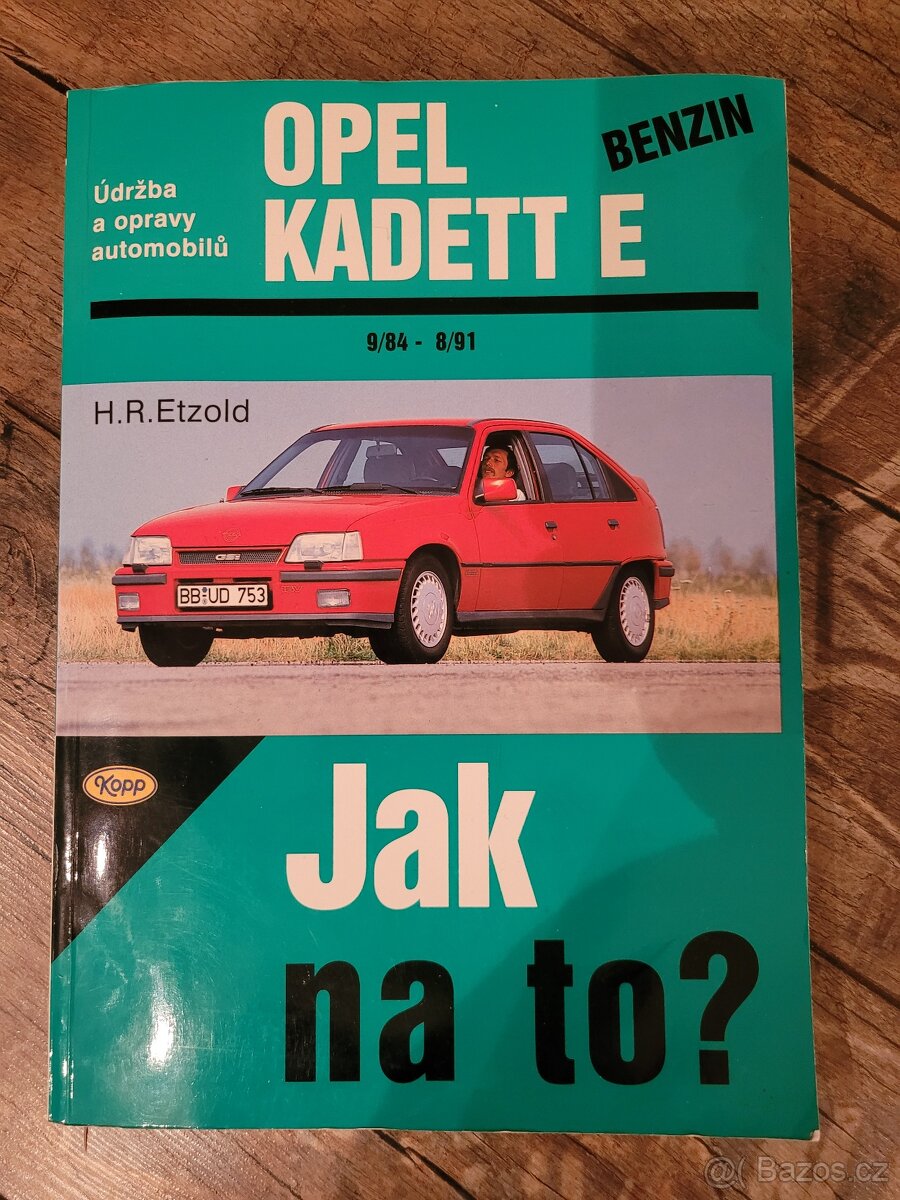 OPEL
KADETT E
BENZIN
Údržba
a opravy
automobilů
9/84 - 8/91
H.R.Etzold
GSi
BB UD 753
Kopp
Jak
na to?
@ Bazos.cz